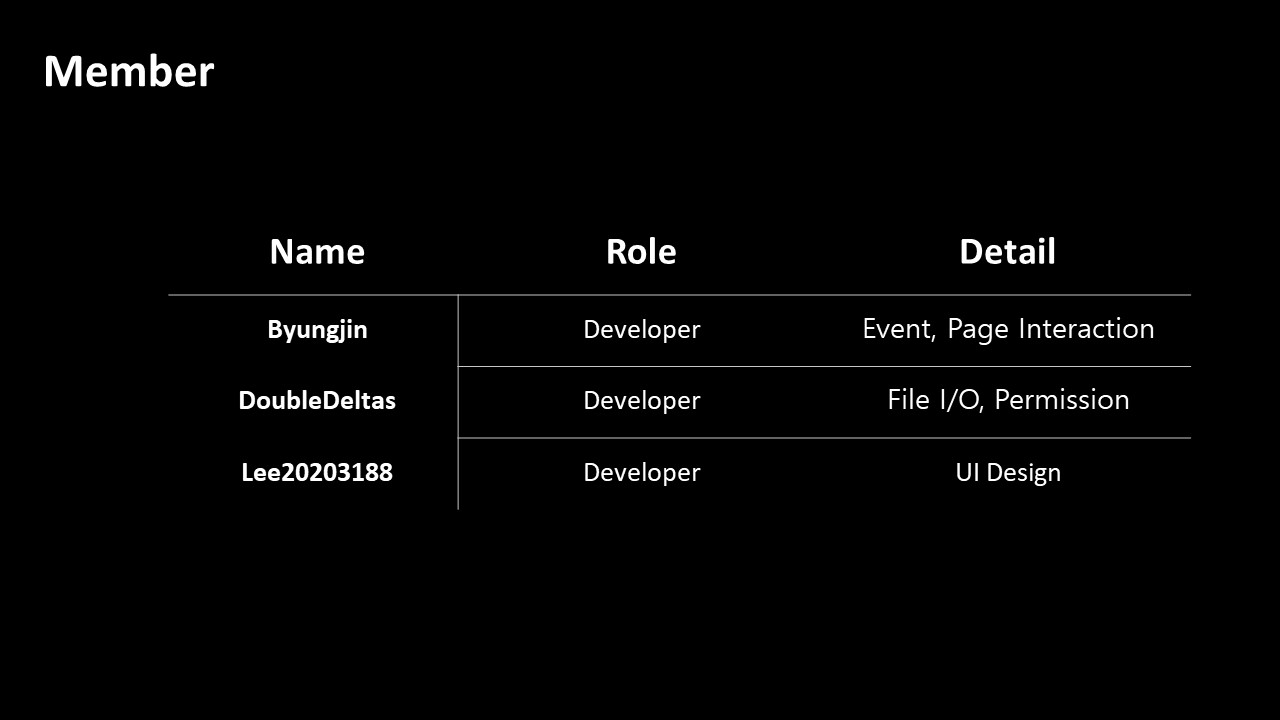 Member
Name Role Detail
Byungjin Developer Event, Page Interaction
DoubleDeltas Developer File I/O, Permission
Lee20203188 Developer UI Design